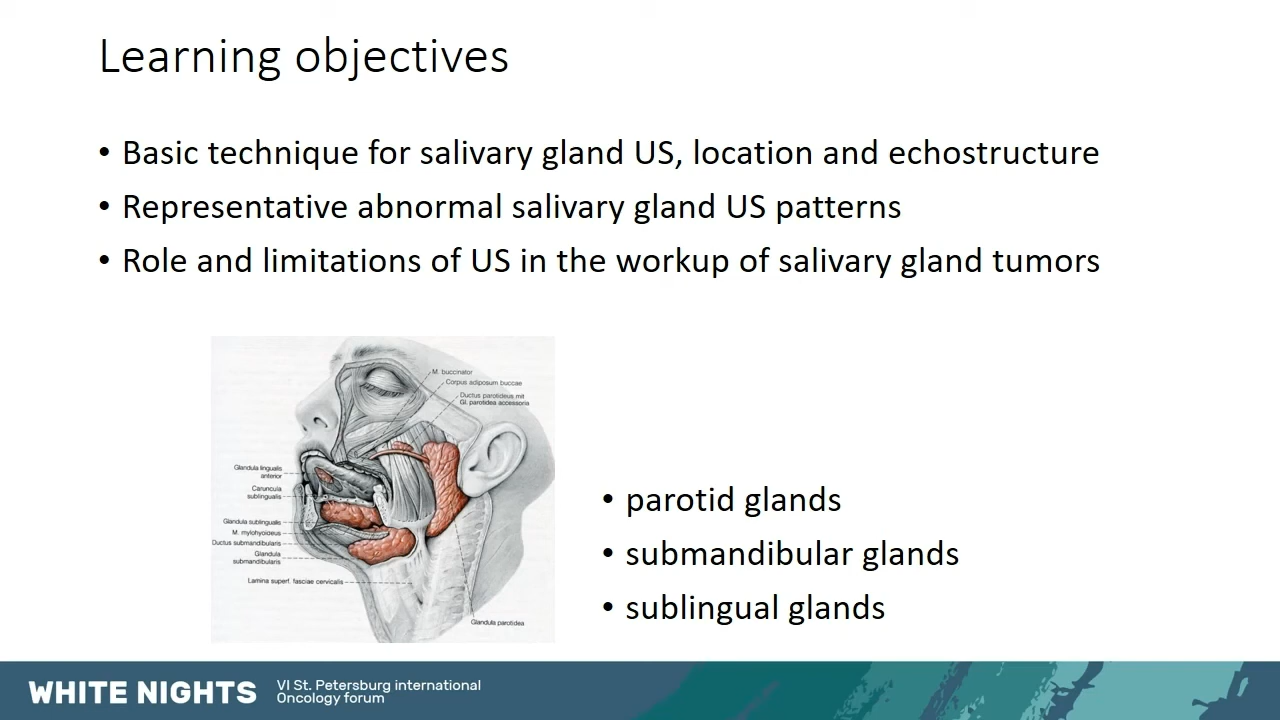 Learning objectives
• Basic technique for salivary gland US, location and echostructure
• Representative abnormal salivary gland US patterns
• Role and limitations of US in the workup of salivary gland tumors
M. buccinator
Corpus adiposum buccae
Ductus parotideus mit
Gl. parotidea accessoria
Glandula lingualis
anterior
Caruncula
sublingualis
Glandula sublingualis
M. mylohyoideus
Ductus submandibularis
Glandula
submandibularis
Lamina superf. fasciae cervicalis
Glandula parotidea
• parotid glands
• submandibular glands
• sublingual glands
WHITE NIGHTS
VI St. Petersburg international
Oncology forum